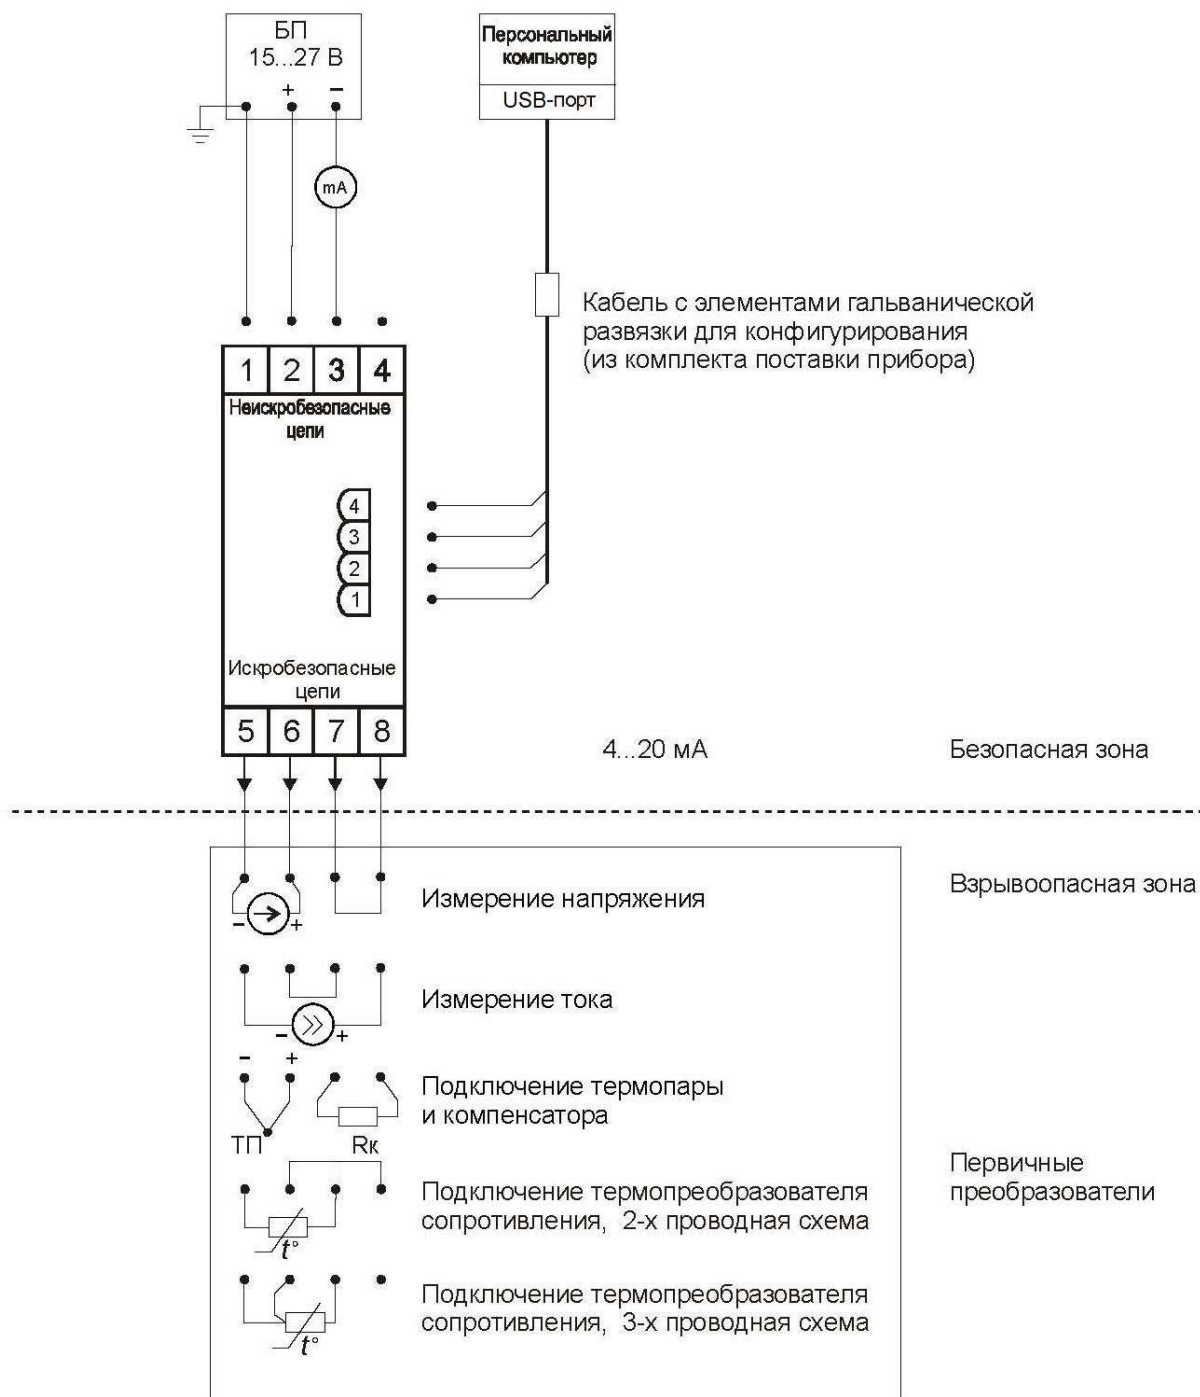 БП
15...27 В
+ −
Персональный
компьютер
USB-порт
mA
Кабель с элементами гальванической
развязки для конфигурирования
(из комплекта поставки прибора)
1 2 3 4
Неискробезопасные
цепи
4
3
2
1
Искробезопасные
цепи
5 6 7 8
4...20 мА
Безопасная зона
Взрывоопасная зона
Измерение напряжения
− +
Измерение тока
− +
− +
Подключение термопары
и компенсатора
ТП Rк
Первичные
преобразователи
Подключение термопреобразователя
сопротивления, 2-х проводная схема
t°
Подключение термопреобразователя
сопротивления, 3-х проводная схема
t°